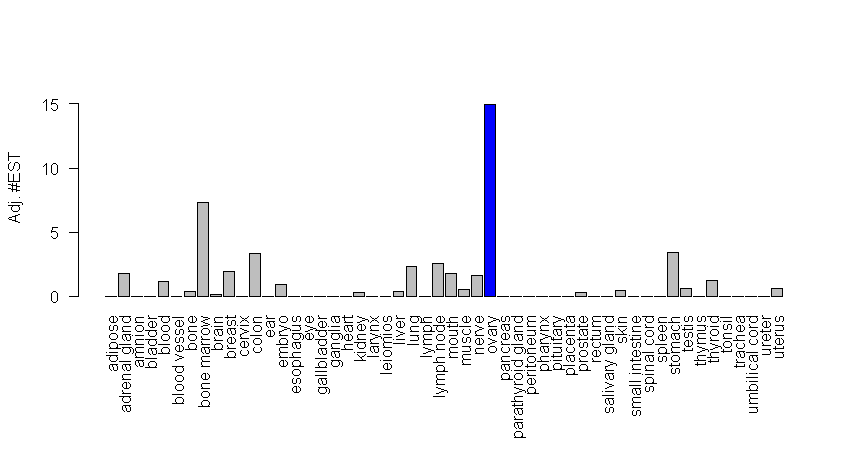 Adj. #EST
15
10
5
0
adipose
adrenal gland
amnion
bladder
blood
blood vessel
bone
bone marrow
brain
breast
cervix
colon
ear
embryo
esophagus
eye
gallbladder
ganglia
heart
kidney
larynx
leiomios
liver
lung
lymph
lymph node
mouth
muscle
nerve
ovary
pancreas
parathyroid gland
peritoneum
pharynx
pituitary
placenta
prostate
rectum
salivary gland
skin
small intestine
spinal cord
spleen
stomach
testis
thymus
thyroid
tonsil
trachea
umbilical cord
ureter
uterus